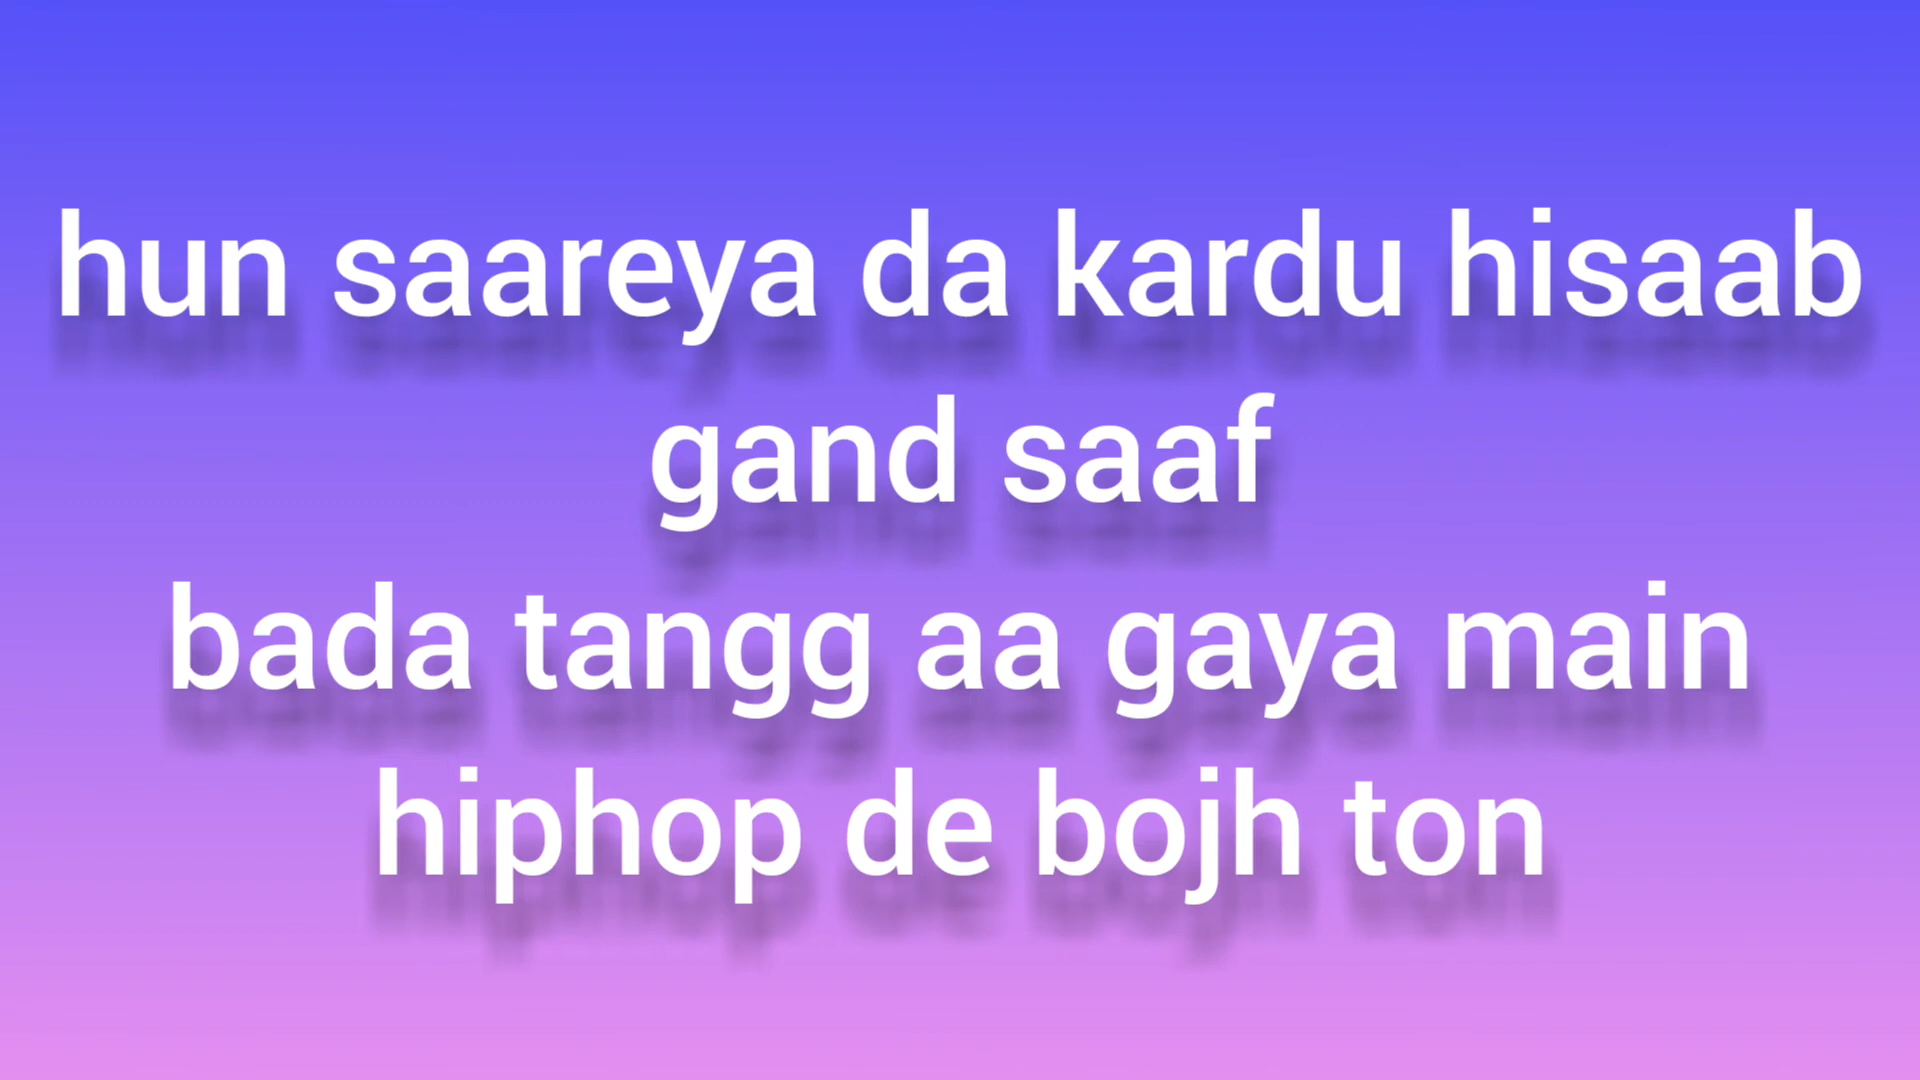 hun saareya da kardu hisaab
gand saaf
bada tangg aa gaya main
hiphop de bojh ton